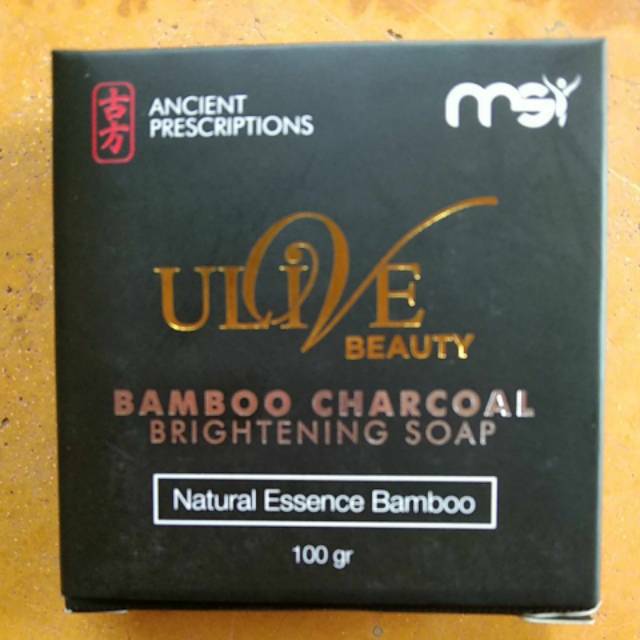 古方
ANCIENT
PRESCRIPTIONS
msi
ULIVE
BEAUTY
BAMBOO CHARCOAL
BRIGHTENING SOAP
Natural Essence Bamboo
100 gr